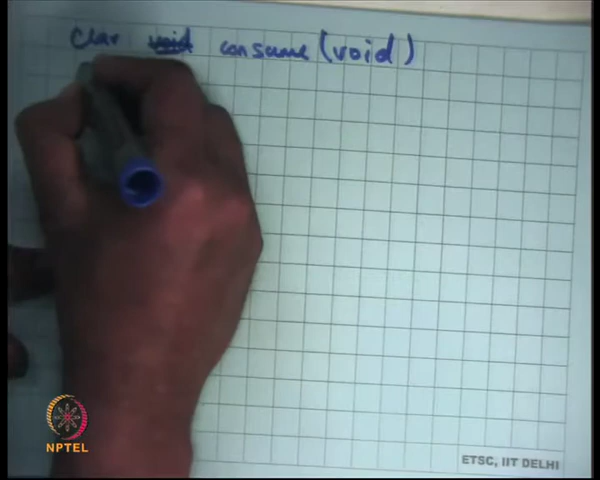 char void consume (void)
NPTEL
ETSC, IIT DELHI